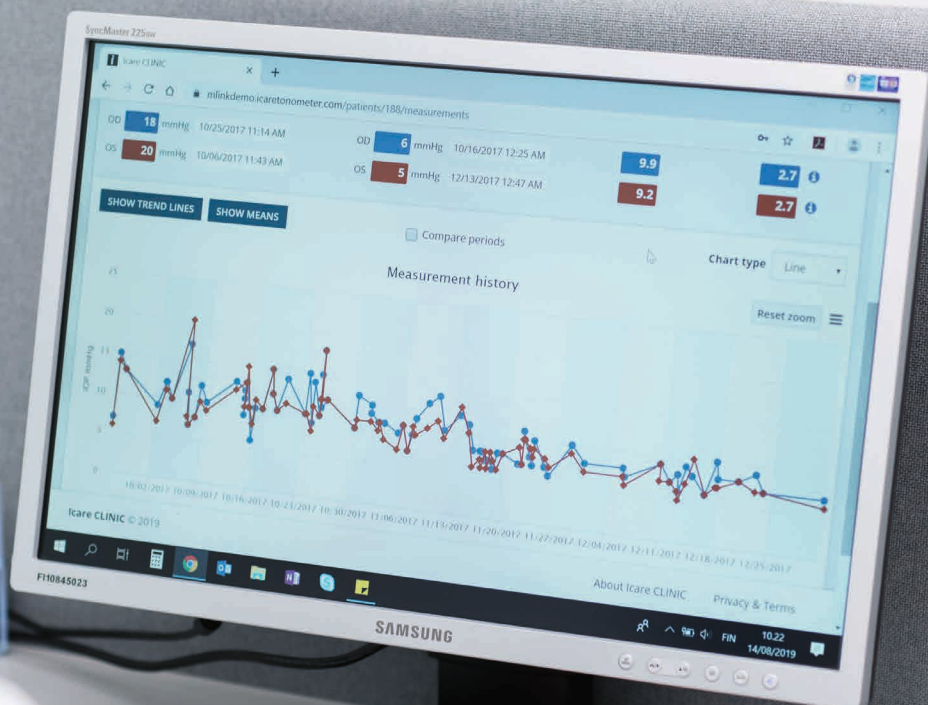 SyncMaster 225BW
Icare CLINIC
mlinkdemo.icaretonometer.com/patients/188/measurements
OD 18 mmHg 10/25/2017 11:14 AM
OS 20 mmHg 10/06/2017 11:43 AM
OD 6 mmHg 10/16/2017 12:25 AM
OS 5 mmHg 12/13/2017 12:47 AM
9.9
9.2
2.7
2.7
SHOW TREND LINES SHOW MEANS
Compare periods
Chart type Line
Measurement history
Reset zoom
IOP mmHg
25
20
15
10
5
0
10/02/2017 10/09/2017 10/16/2017 10/23/2017 10/30/2017 11/06/2017 11/13/2017 11/20/2017 11/27/2017 12/04/2017 12/11/2017 12/18/2017 12/25/2017
Icare CLINIC © 2019
About Icare CLINIC Privacy & Terms
FIN
10.22
14/08/2019
FI10845023
SAMSUNG